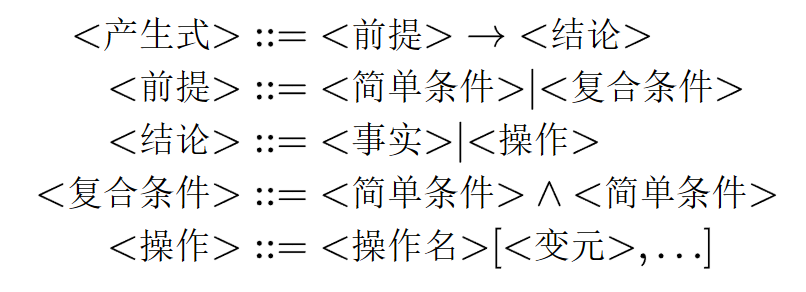 <产生式> ::= <前提> → <结论>
<前提> ::= <简单条件>|<复合条件>
<结论> ::= <事实>|<操作>
<复合条件> ::= <简单条件> ∧ <简单条件>
<操作> ::= <操作名>[<变元>,...]